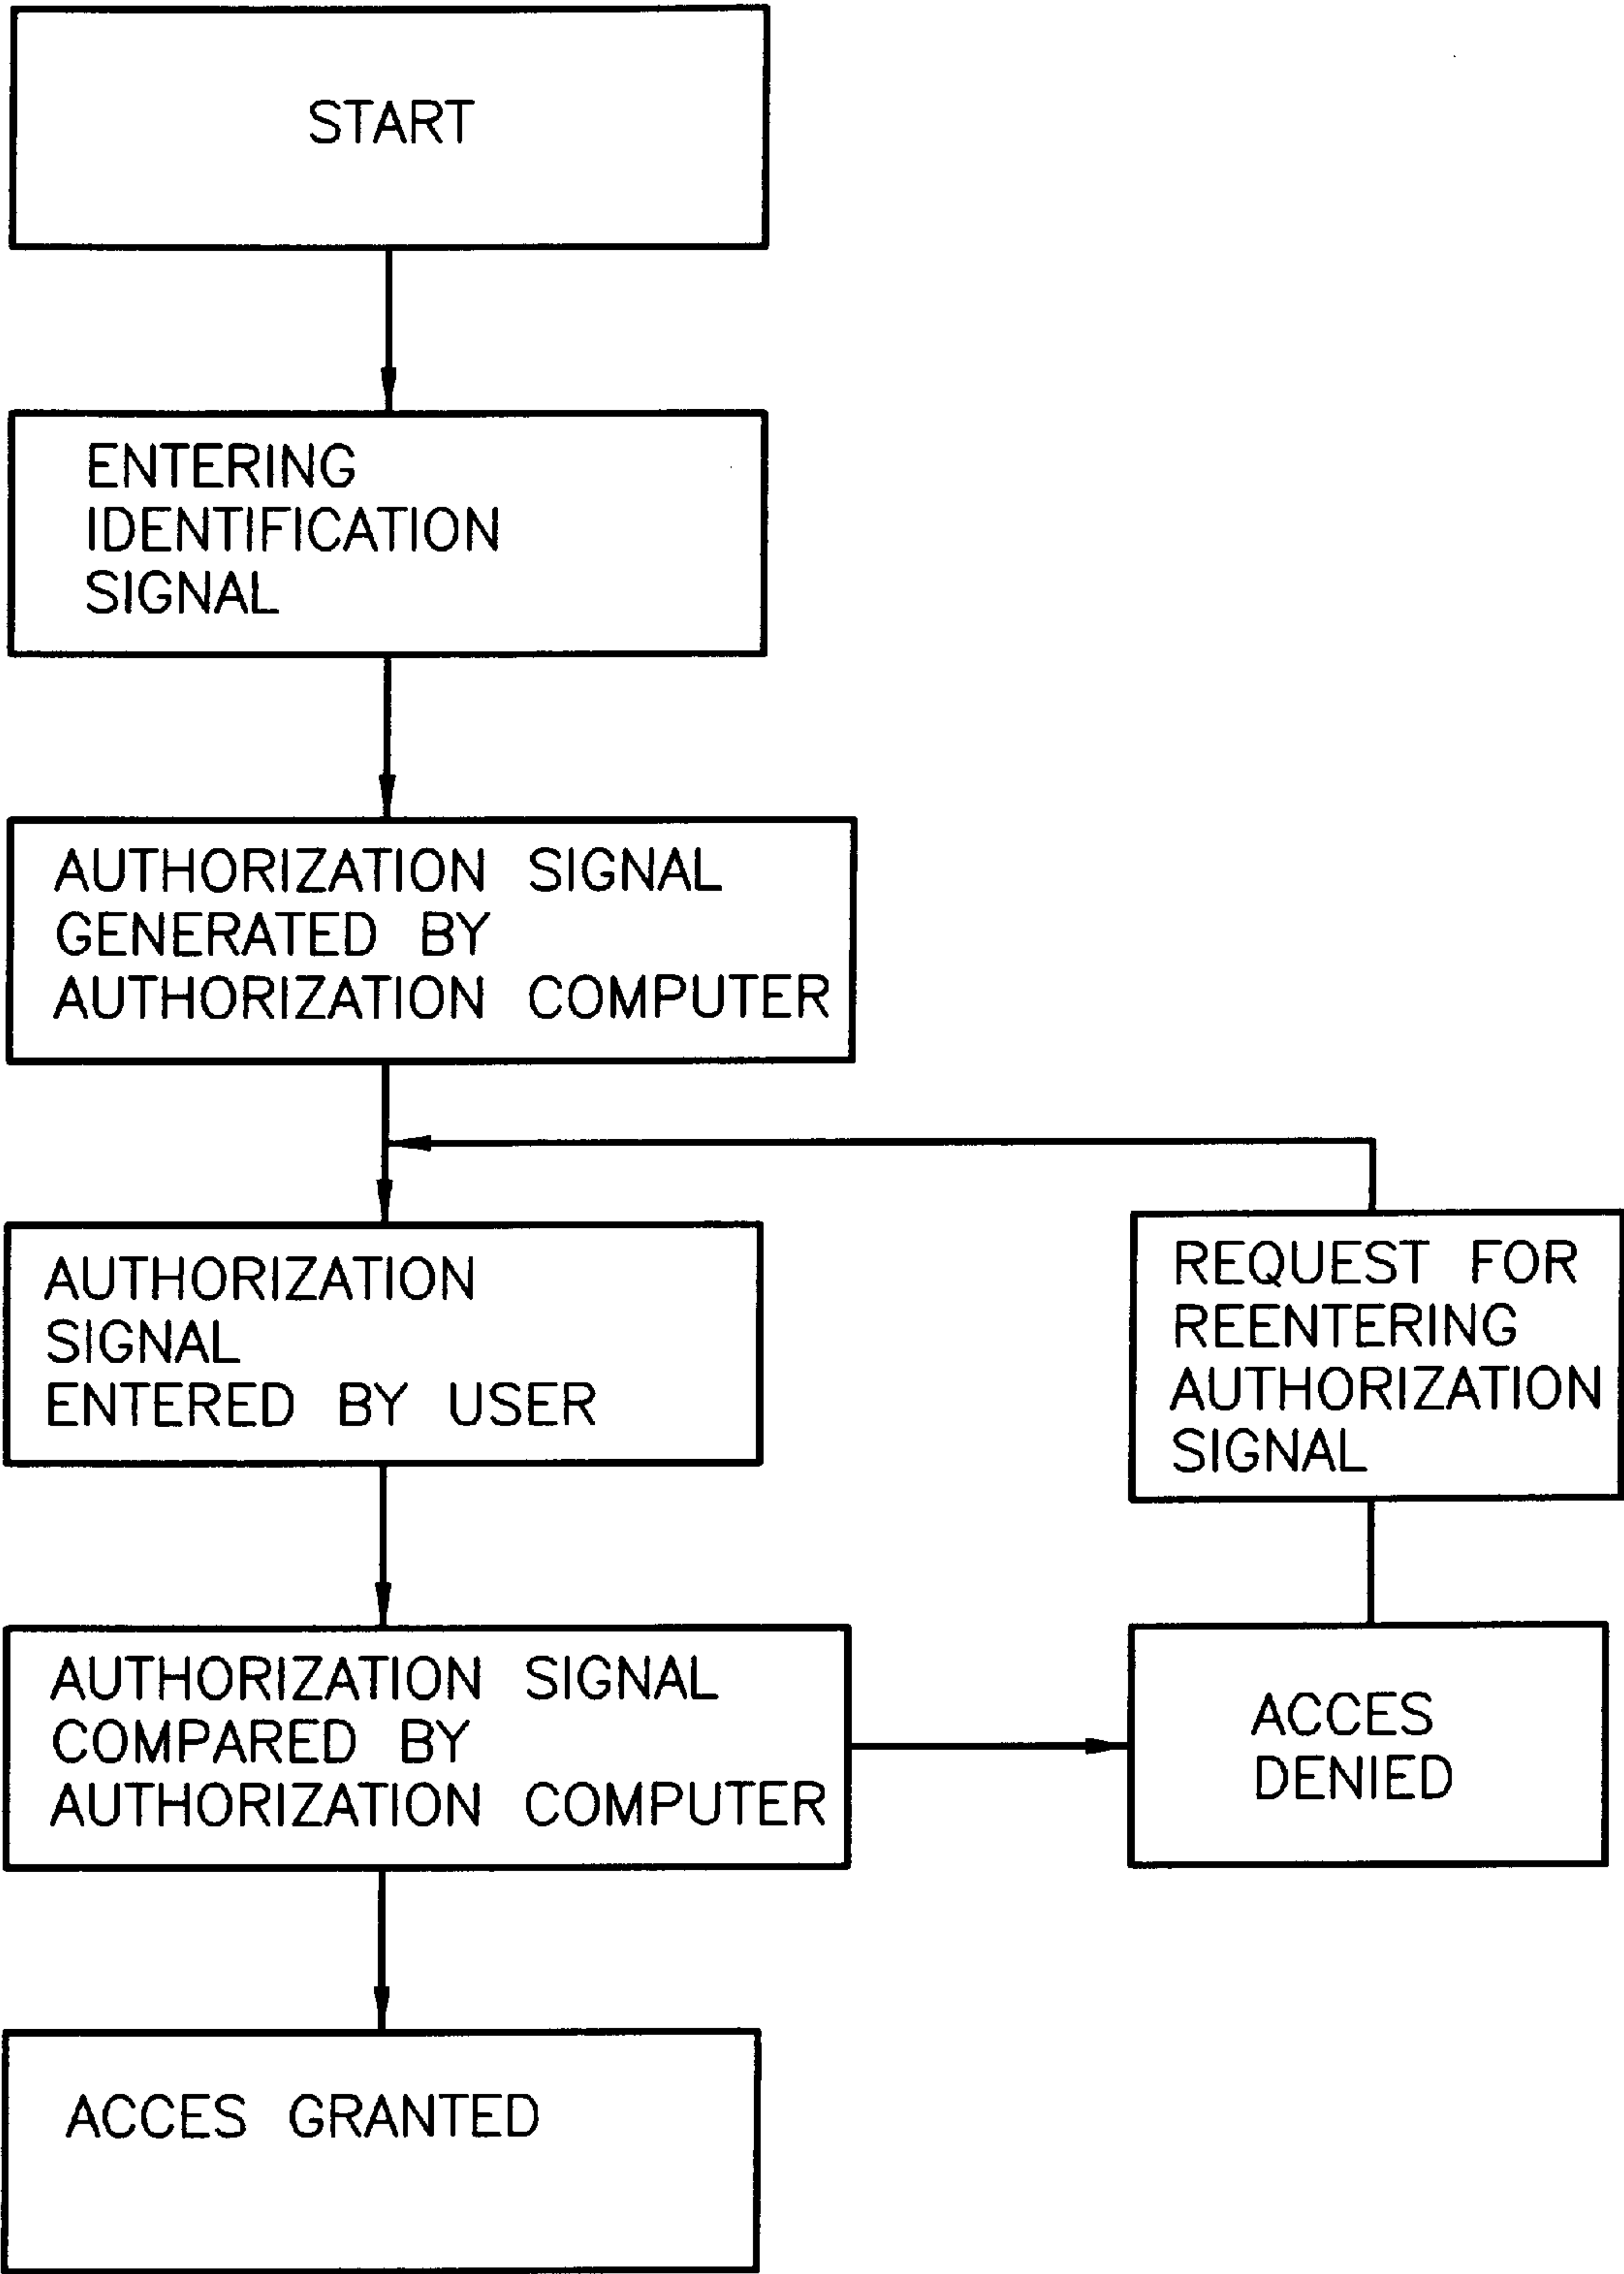 START
ENTERING
IDENTIFICATION
SIGNAL
AUTHORIZATION SIGNAL
GENERATED BY
AUTHORIZATION COMPUTER
AUTHORIZATION
SIGNAL
ENTERED BY USER
REQUEST FOR
REENTERING
AUTHORIZATION
SIGNAL
AUTHORIZATION SIGNAL
COMPARED BY
AUTHORIZATION COMPUTER
ACCES
DENIED
ACCES GRANTED